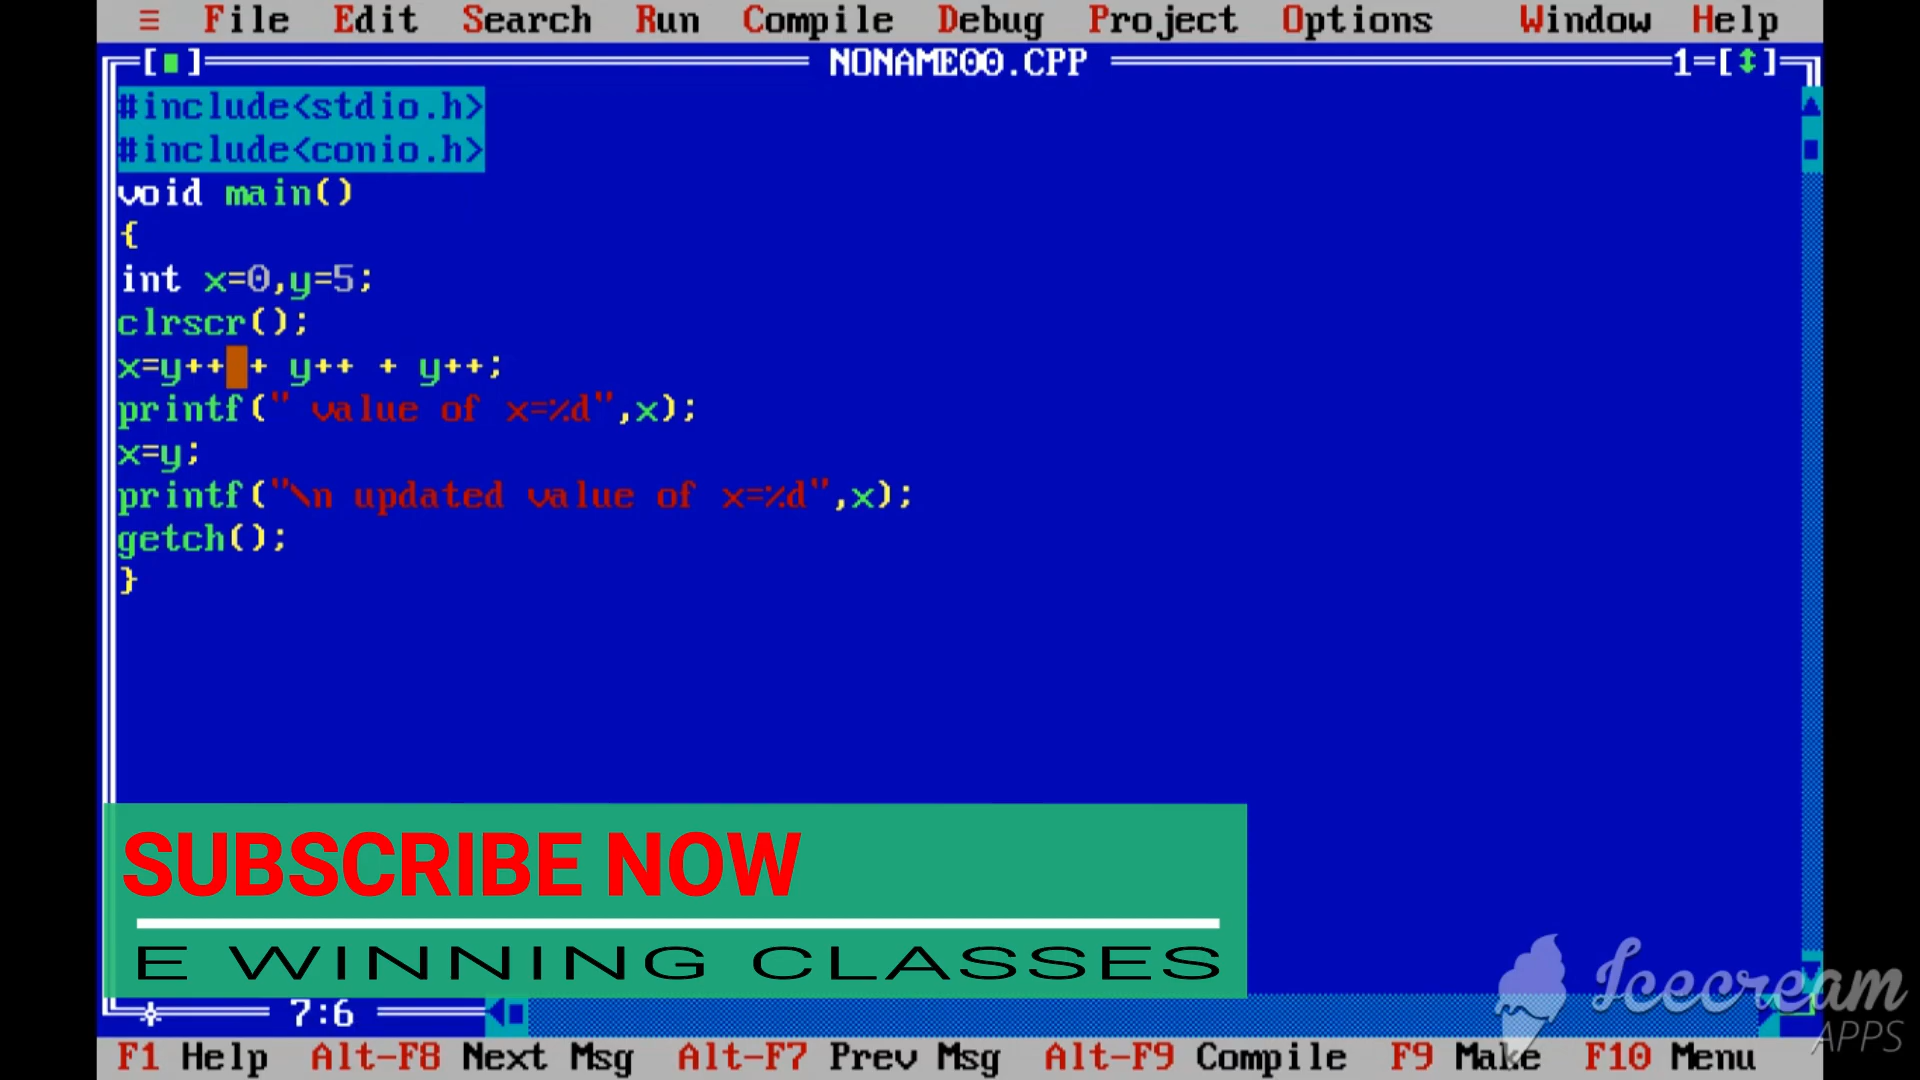 ≡ File Edit Search Run Compile Debug Project Options Window Help
[■] NONAME00.CPP 1=[↕]
#include<stdio.h>
#include<conio.h>
void main()
{
int x=0,y=5;
clrscr();
x=y++ + y++ + y++;
printf(" value of x=%d",x);
x=y;
printf("\n updated value of x=%d",x);
getch();
}
SUBSCRIBE NOW
E WINNING CLASSES
7:6
Icecream
APPS
F1 Help Alt-F8 Next Msg Alt-F7 Prev Msg Alt-F9 Compile F9 Make F10 Menu